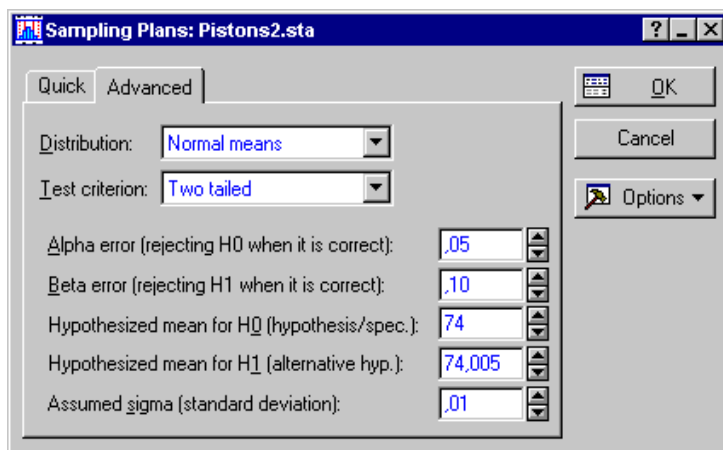 Sampling Plans: Pistons2.sta
Quick Advanced
OK
Distribution: Normal means
Cancel
Test criterion: Two tailed
Options
Alpha error (rejecting H0 when it is correct): ,05
Beta error (rejecting H1 when it is correct): ,10
Hypothesized mean for H0 (hypothesis/spec.): 74
Hypothesized mean for H1 (alternative hyp.): 74,005
Assumed sigma (standard deviation): ,01